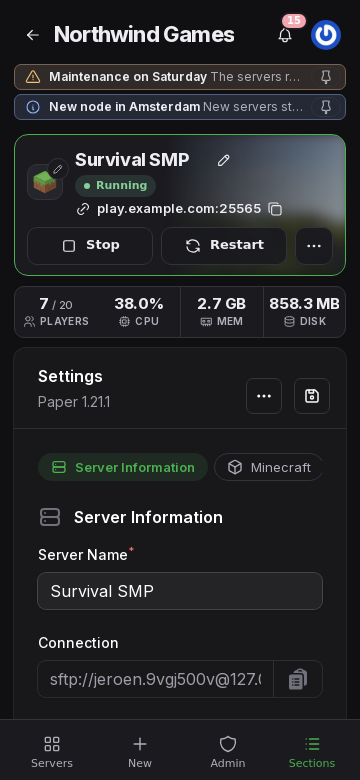 Northwind Games
15
Maintenance on Saturday The servers r…
New node in Amsterdam New servers st…
Survival SMP
Running
play.example.com:25565
Stop
Restart
7 / 20
PLAYERS
38.0%
CPU
2.7 GB
MEM
858.3 MB
DISK
Settings
Paper 1.21.1
Server Information
Minecraft
Server Information
Server Name*
Survival SMP
Connection
sftp://jeroen.9vgj500v@127.0
Servers
New
Admin
Sections